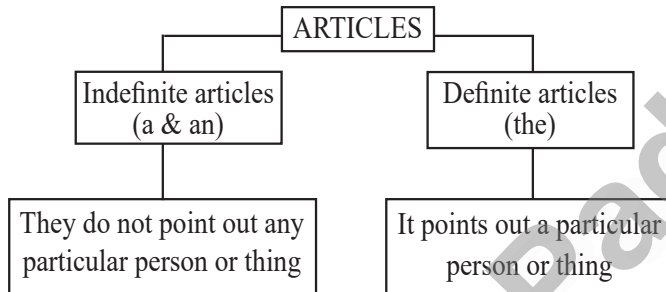 ARTICLES
Indefinite articles
(a & an)
Definite articles
(the)
They do not point out any
particular person or thing
It points out a particular
person or thing